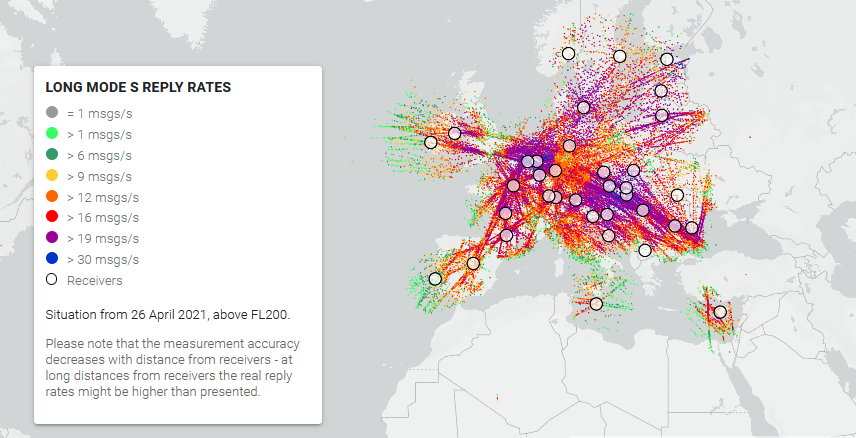 LONG MODE S REPLY RATES
= 1 msgs/s
> 1 msgs/s
> 6 msgs/s
> 9 msgs/s
> 12 msgs/s
> 16 msgs/s
> 19 msgs/s
> 30 msgs/s
Receivers
Situation from 26 April 2021, above FL200.
Please note that the measurement accuracy
decreases with distance from receivers - at
long distances from receivers the real reply
rates might be higher than presented.